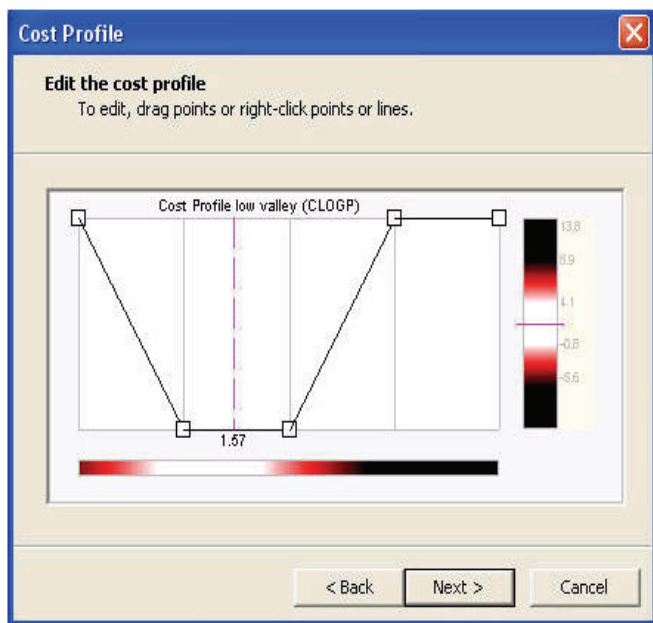 Cost Profile
Edit the cost profile
To edit, drag points or right-click points or lines.
Cost Profile low valley (CLOGP)
13.8
8.9
4.1
-0.8
-5.6
1.57
< Back
Next >
Cancel